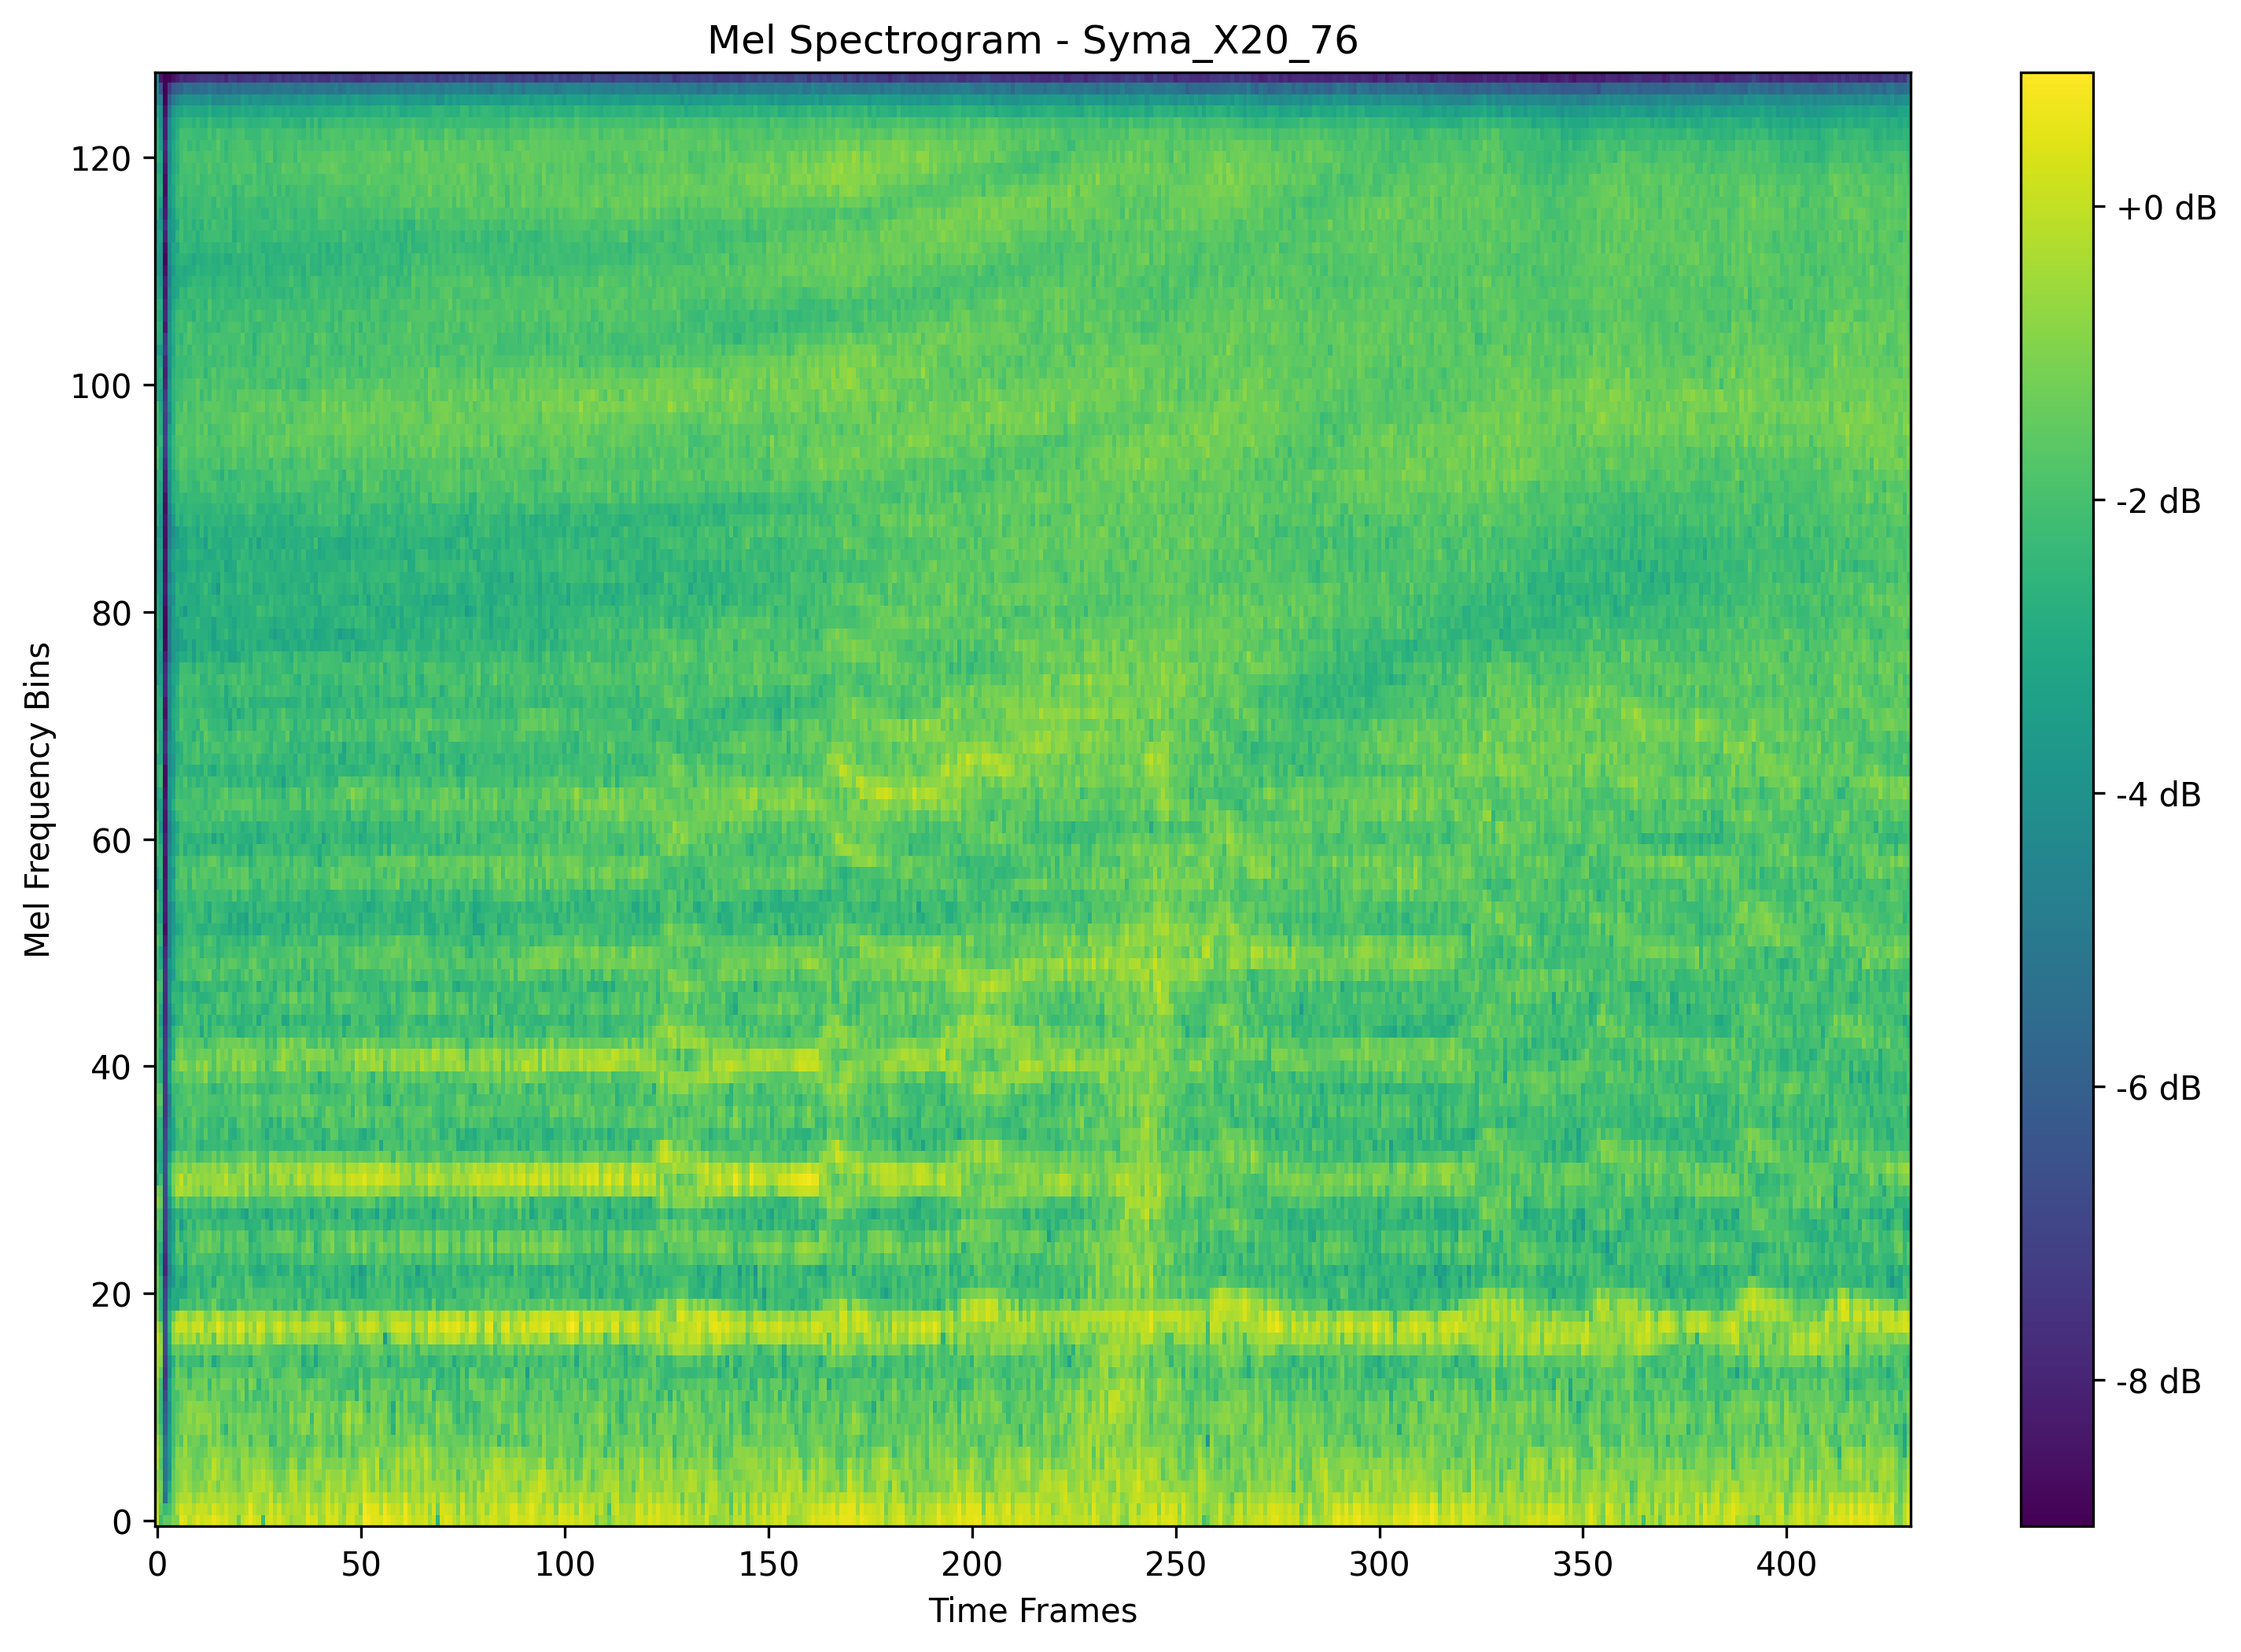 Mel Spectrogram - Syma_X20_76
Mel Frequency Bins
120
100
80
60
40
20
0
0 50 100 150 200 250 300 350 400
Time Frames
+0 dB
-2 dB
-4 dB
-6 dB
-8 dB